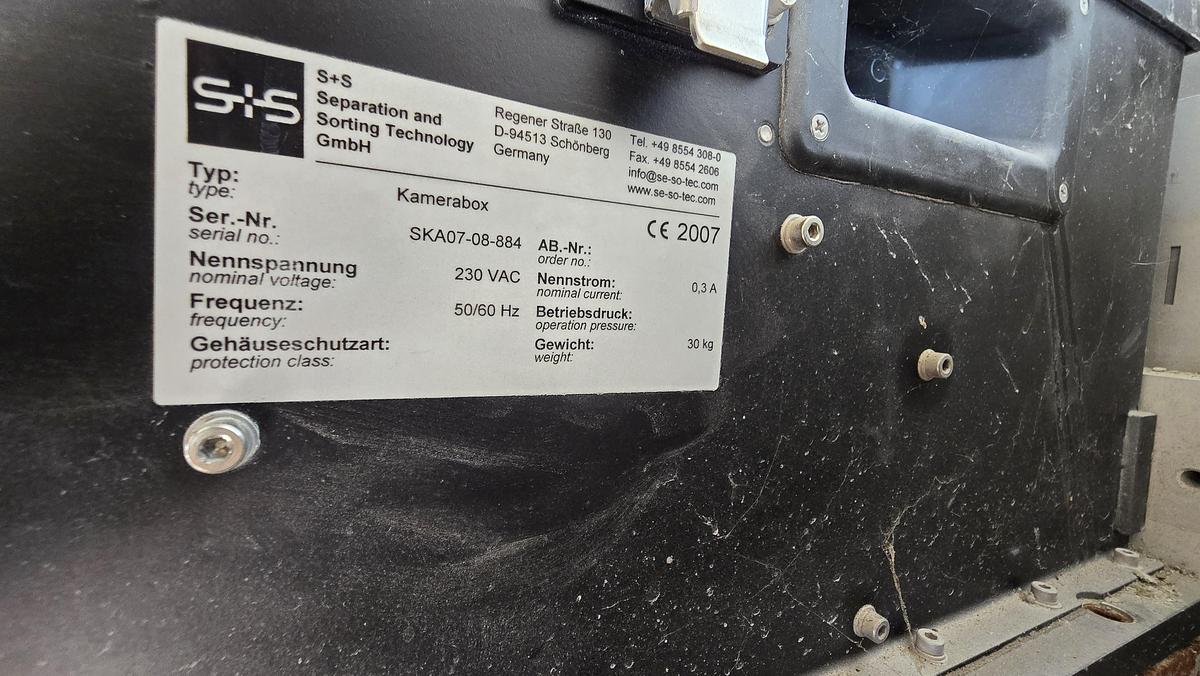 S+S
S+S
Separation and
Sorting Technology
GmbH
Regener Straße 130
D-94513 Schönberg
Germany
Tel. +49 8554 308-0
Fax. +49 8554 2606
info@se-so-tec.com
www.se-so-tec.com
Typ:
type:
Kamerabox
CE 2007
Ser.-Nr.
serial no.:
SKA07-08-884
AB.-Nr.:
order no.:
Nennspannung
nominal voltage:
230 VAC
Nennstrom:
nominal current:
0,3 A
Frequenz:
frequency:
50/60 Hz
Betriebsdruck:
operation pressure:
Gehäuseschutzart:
protection class:
Gewicht:
weight:
30 kg